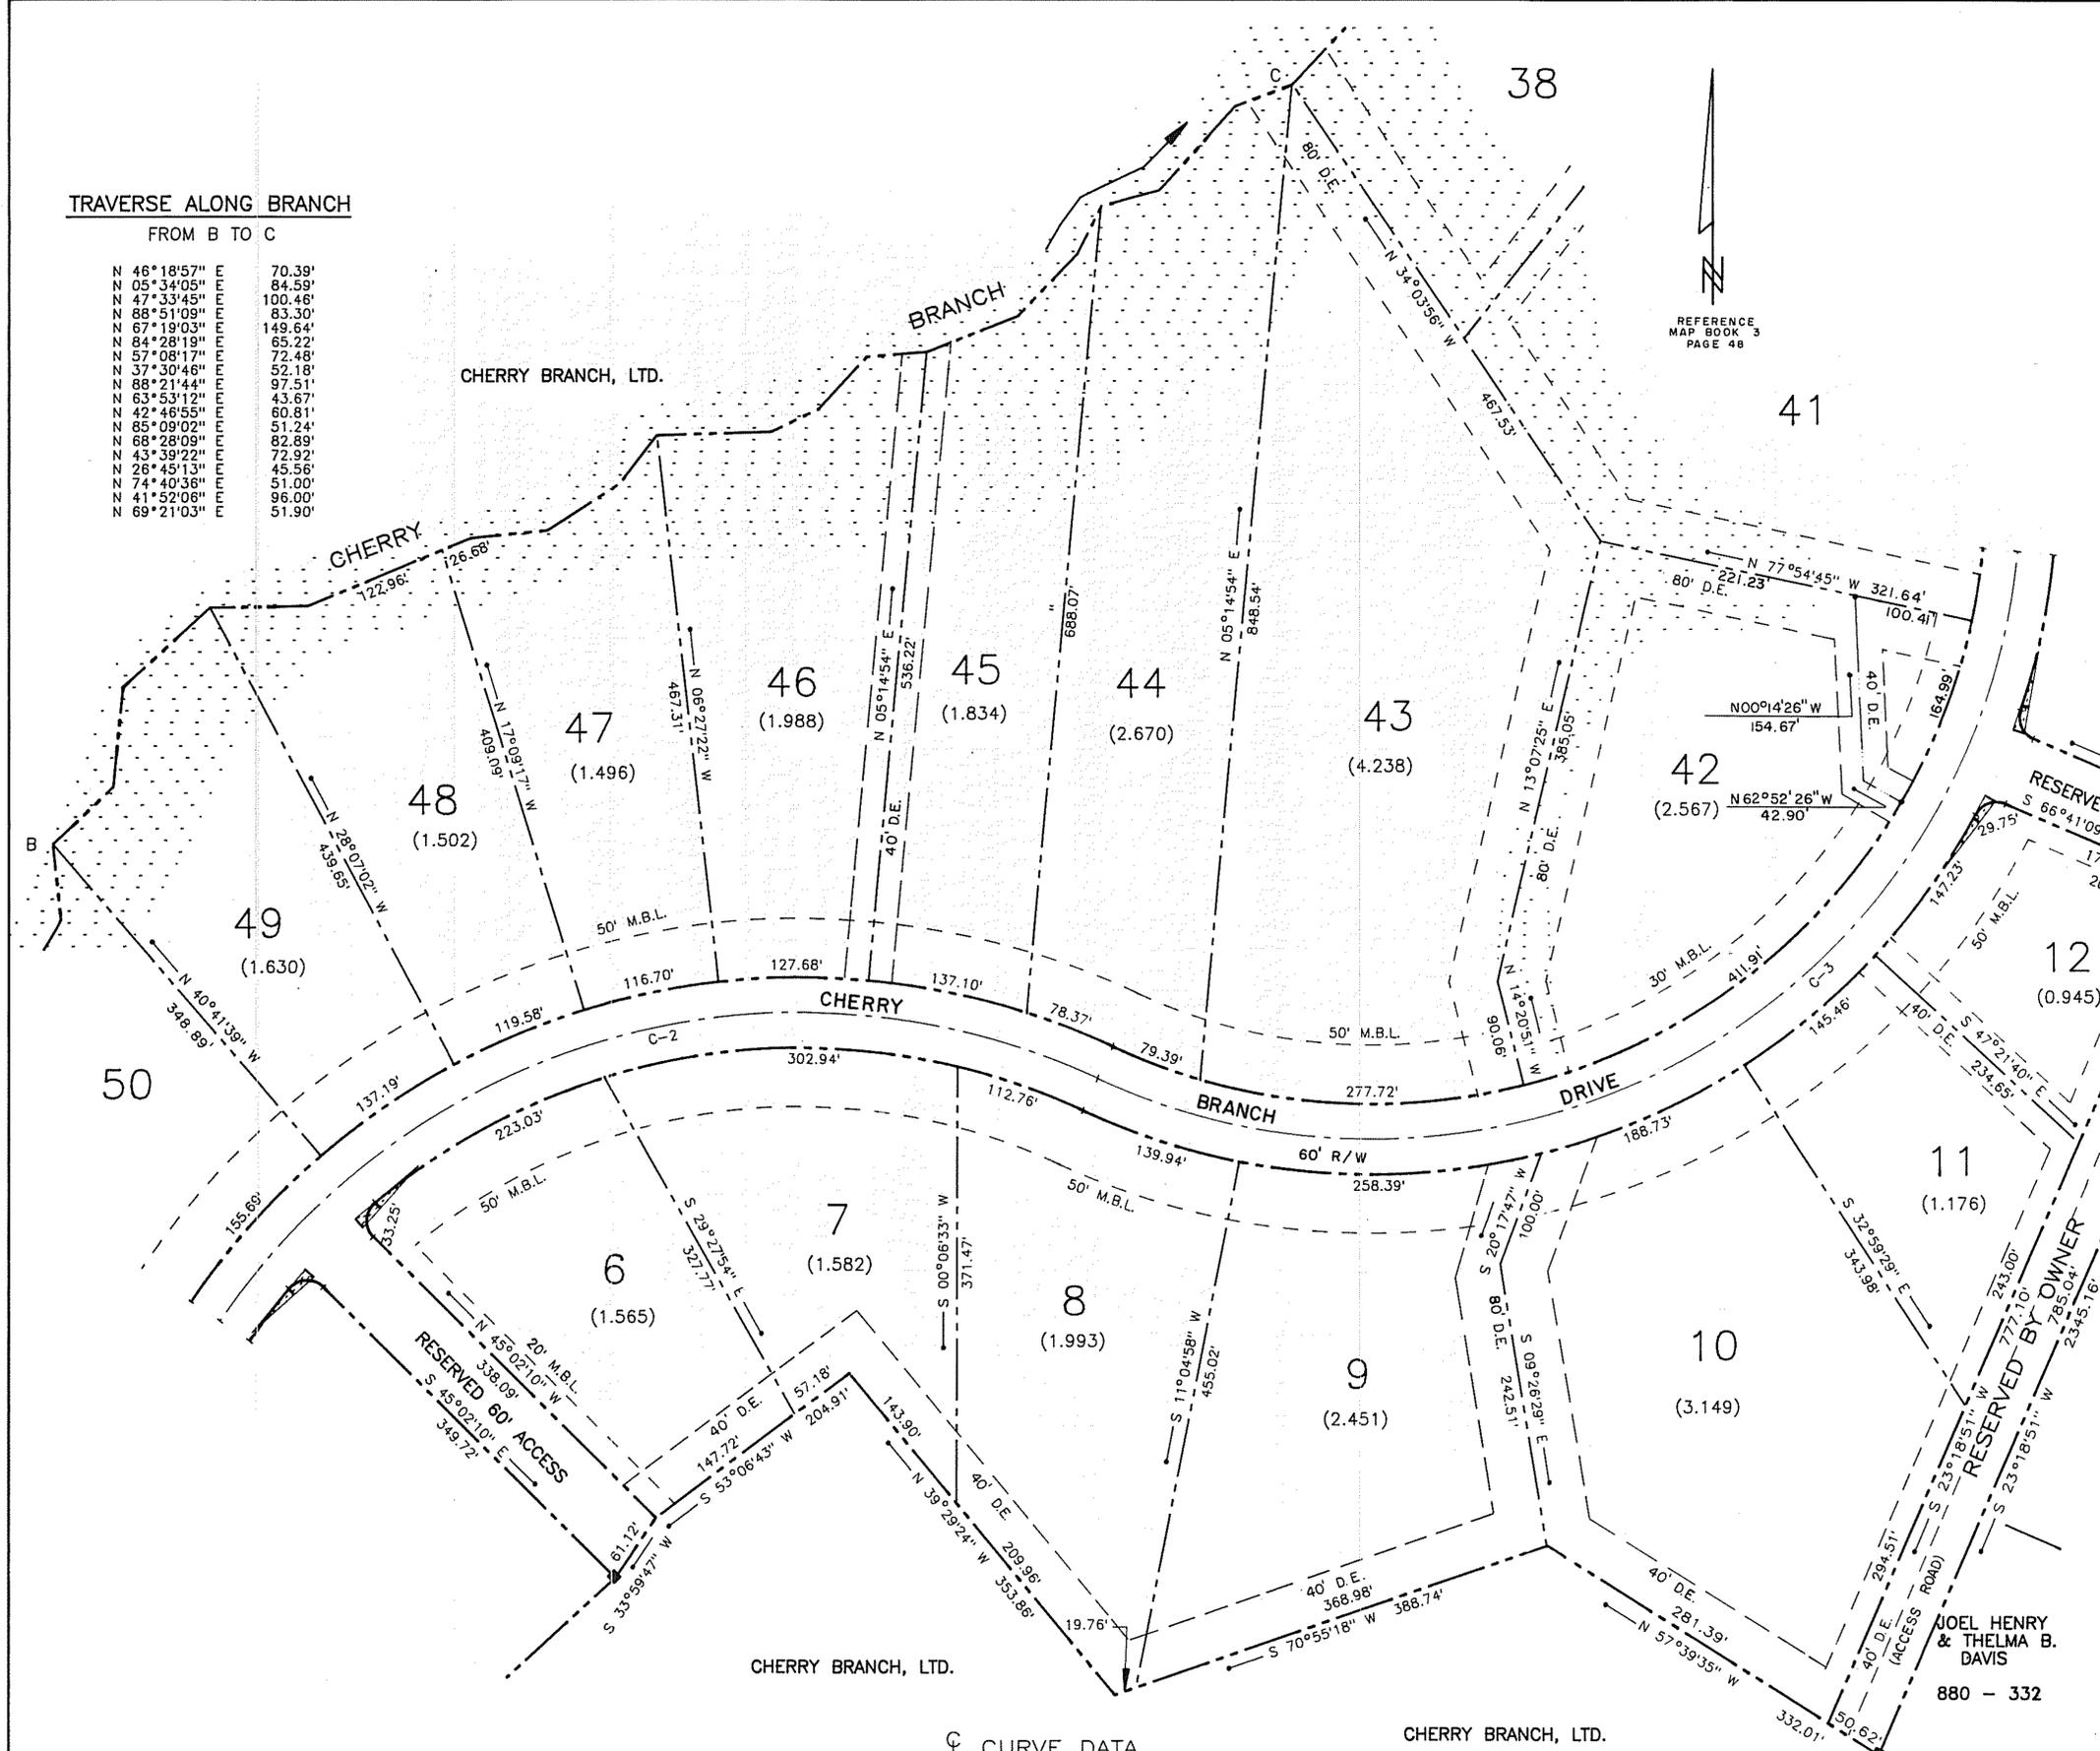 TRAVERSE ALONG BRANCH
FROM B TO C
N 46°18'57" E 70.39'
N 05°34'05" E 84.59'
N 47°33'45" E 100.46'
N 88°51'09" E 83.30'
N 67°19'03" E 149.64'
N 84°28'19" E 65.22'
N 57°08'17" E 72.48'
N 37°30'46" E 52.18'
N 88°21'44" E 97.51'
N 63°53'12" E 43.67'
N 42°46'55" E 60.81'
N 85°09'02" E 51.24'
N 68°28'09" E 82.89'
N 43°39'22" E 72.92'
N 26°45'13" E 45.56'
N 74°40'36" E 51.00'
N 41°52'06" E 96.00'
N 69°21'03" E 51.90'
C
38
80' D.E.
N 34°03'56" W
467.53'
REFERENCE
MAP BOOK 3
PAGE 48
N
41
CHERRY BRANCH, LTD.
CHERRY
BRANCH
122.96'
26.68'
B
N 77°54'45" W 321.64'
221.23'
80' D.E.
100.41'
40' D.E.
164.99'
N00°14'26"W
154.67'
N62°52'26"W
42.90'
50
N 40°41'39" W
348.89'
49
(1.630)
N 28°07'02" W
439.65'
48
(1.502)
N 17°09'17" W
409.09'
47
(1.496)
N 06°27'22" W
467.31'
46
(1.988)
N 05°14'54" E
536.22'
40' D.E.
45
(1.834)
"
688.07'
44
(2.670)
N 05°14'54" E
848.54'
43
(4.238)
N 13°07'25" E
385.05'
80' D.E.
N 14°20'51" W
90.06'
42
(2.567)
RESERVE
S 66°41'09
29.75'
147.23'
50' M.B.L.
12
(0.945)
50' M.B.L.
155.69'
137.19'
119.58'
116.70'
127.68'
137.10'
78.37'
79.39'
277.72'
50' M.B.L.
30' M.B.L.
411.91'
C-2
CHERRY
BRANCH
DRIVE
60' R/W
C-3
33.25'
223.03'
302.94'
112.76'
139.94'
258.39'
188.73'
145.46'
50' M.B.L.
50' M.B.L.
40' D.E.
S 47°21'40" E
234.65'
N 45°02'10" W
338.09'
20' M.B.L.
RESERVED 60' ACCESS
S 45°02'10" E
349.72'
6
(1.565)
S 29°27'54" E
327.77'
7
(1.582)
S 00°06'33" W
371.47'
8
(1.993)
S 11°04'58" W
455.02'
9
(2.451)
S 20°17'47" W
100.00'
80' D.E.
S 09°26'29" E
242.51'
10
(3.149)
S 32°59'29" E
343.98'
11
(1.176)
243.00'
777.10'
S 23°18'51" W
RESERVED BY OWNER
785.04'
2345.16'
S 23°18'51" W
294.51'
40' D.E.
(ACCESS ROAD)
61.12'
S 33°59'47" W
40' D.E.
147.72'
57.18'
S 53°06'43" W 204.91'
143.90'
N 39°29'24" W
353.86'
209.96'
40' D.E.
19.76'
40' D.E.
368.98'
S 70°55'18" W 388.74'
40' D.E.
281.39'
N 57°39'35" W
332.01'
50.62'
JOEL HENRY
& THELMA B.
DAVIS
880 – 332
CHERRY BRANCH, LTD.
CHERRY BRANCH, LTD.
℄ CURVE DATA